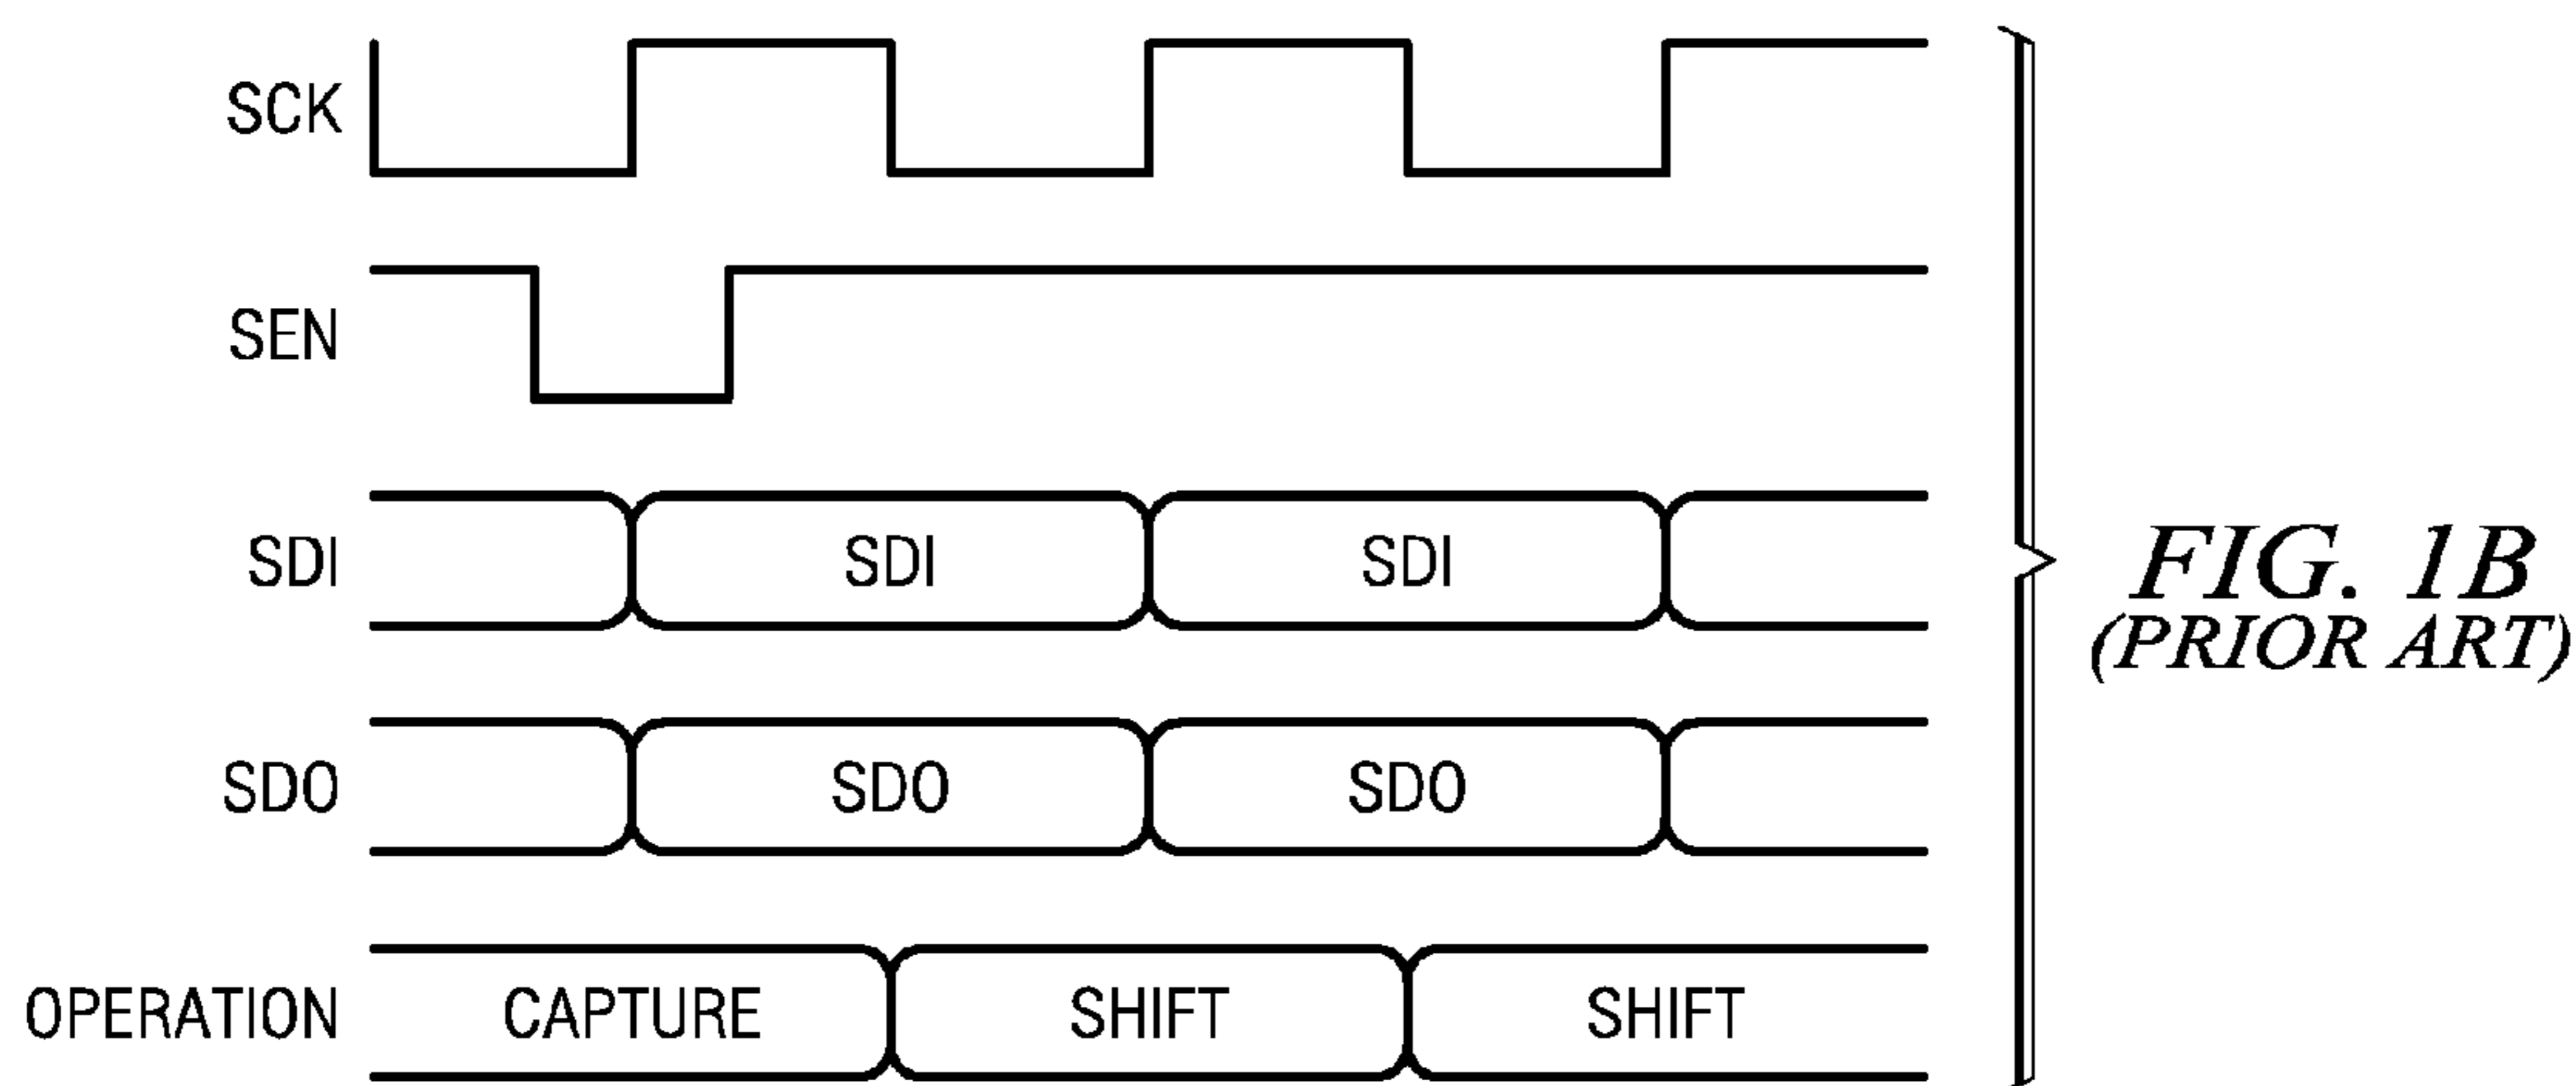 SCK
SEN
SDI SDI SDI
SDO SDO SDO
OPERATION CAPTURE SHIFT SHIFT
FIG. 1B
(PRIOR ART)